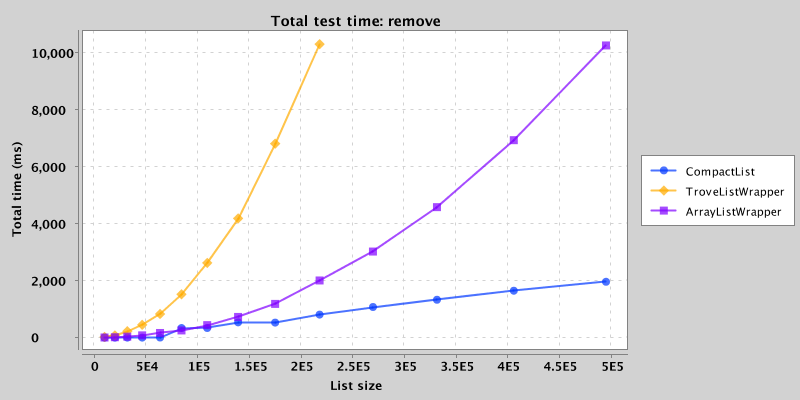 Total test time: remove
Total time (ms)
10,000
8,000
6,000
4,000
2,000
0
0 5E4 1E5 1.5E5 2E5 2.5E5 3E5 3.5E5 4E5 4.5E5 5E5
List size
CompactList
TroveListWrapper
ArrayListWrapper